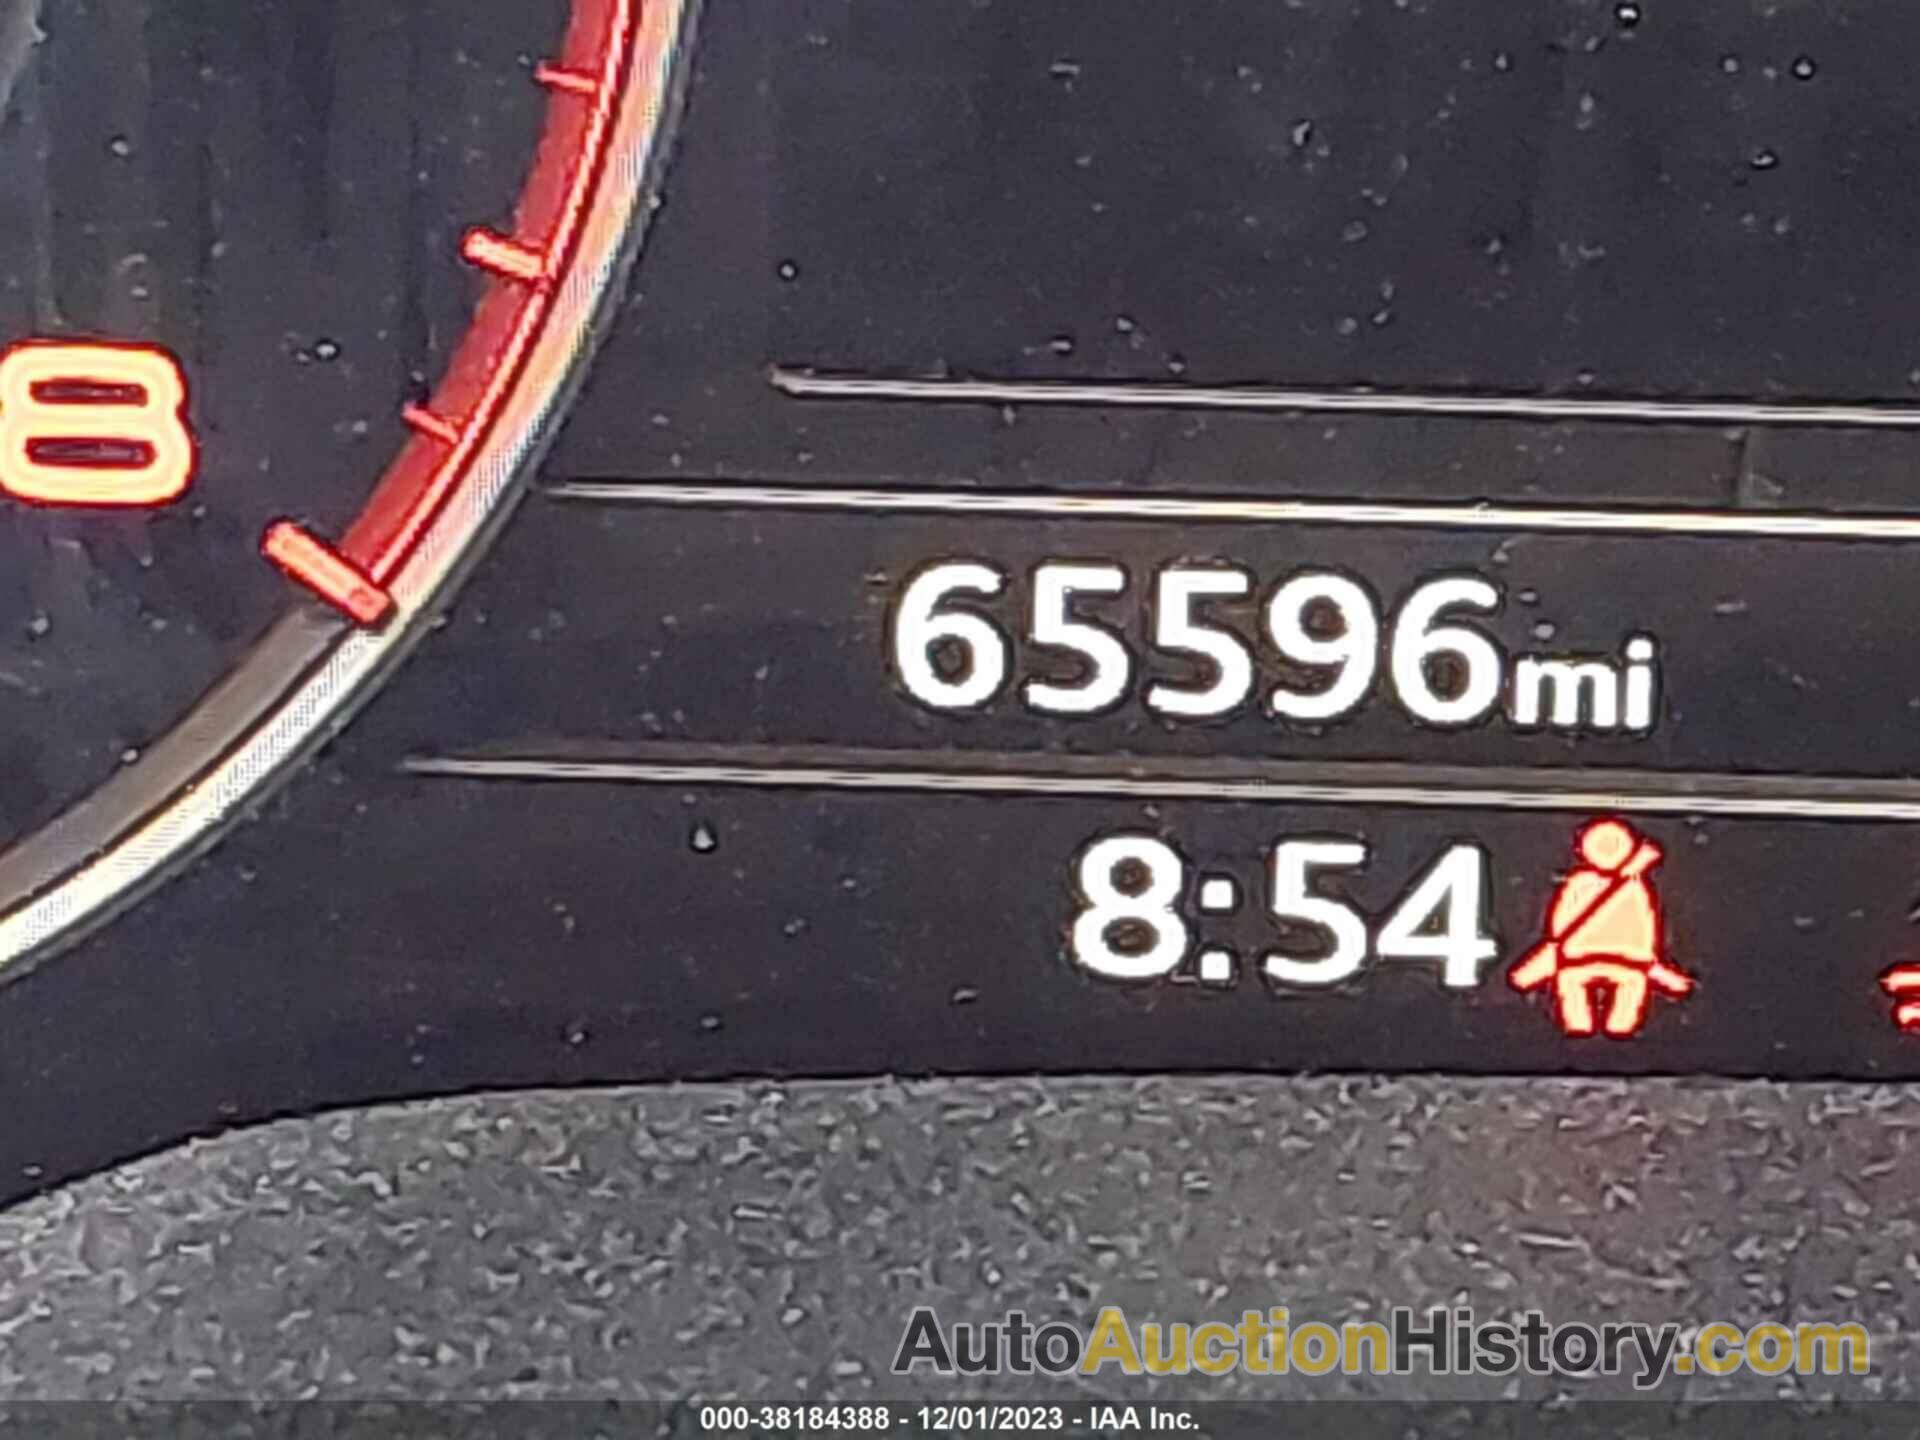 8
65596mi
8:54
AutoAuctionHistory.com
000-38184388 - 12/01/2023 - IAA Inc.